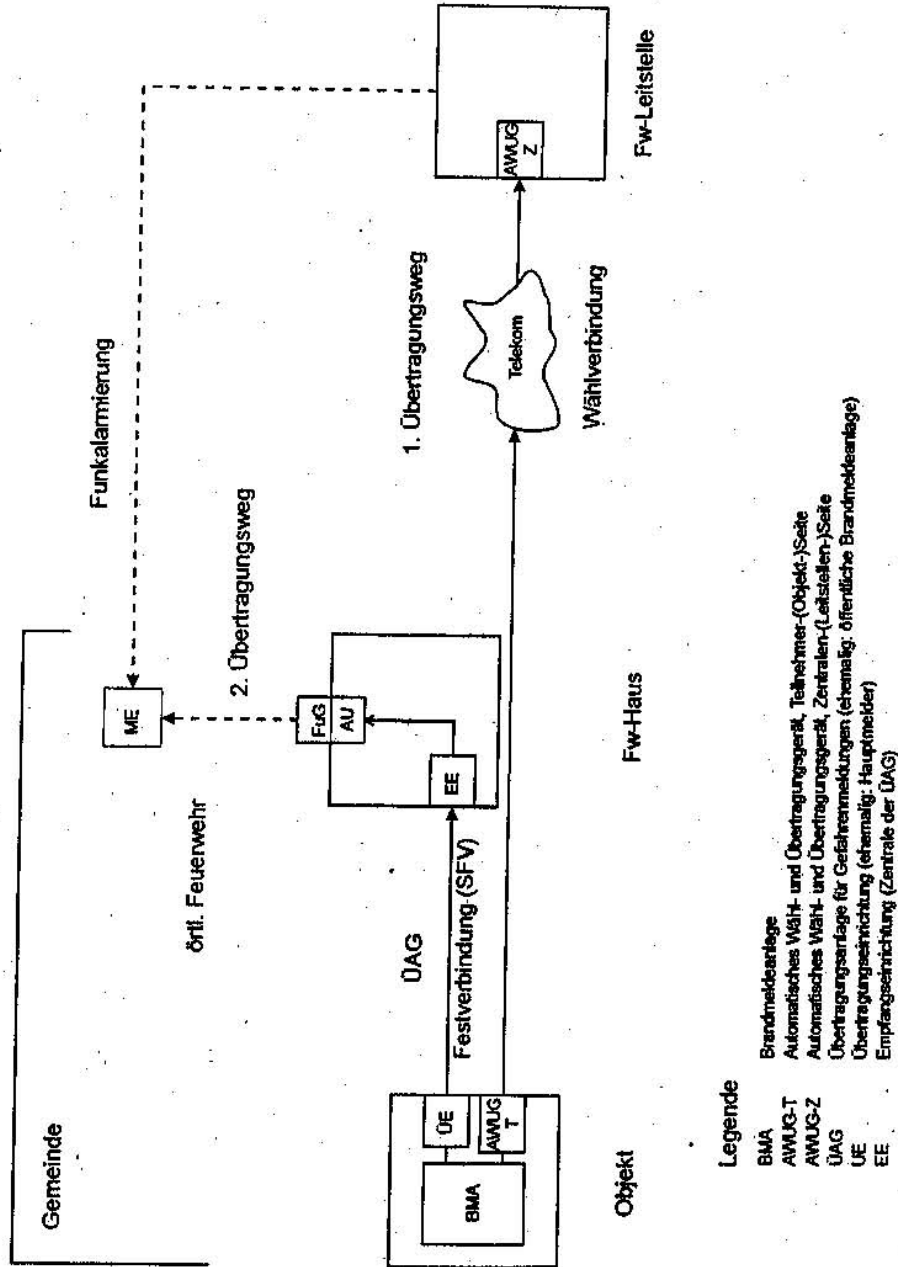 Gemeinde
Funkalarmierung
ME
örtl. Feuerwehr
2. Übertragungsweg
FuG
AU
EE
ÜAG
Festverbindung (SFV)
1. Übertragungsweg
Telekom
Wählverbindung
AWUG
Z
ÜE
AWUG
T
BMA
Objekt
Fw-Haus
Fw-Leitstelle
Legende
BMA Brandmeldeanlage
AWUG-T Automatisches Wähl- und Übertragungsgerät, Teilnehmer-(Objekt-)Seite
AWUG-Z Automatisches Wähl- und Übertragungsgerät, Zentralen-(Leitstellen-)Seite
ÜAG Übertragungsanlage für Gefahrenmeldungen (ehemalig: öffentliche Brandmeldeanlage)
ÜE Übertragungseinrichtung (ehemalig: Hauptmelder)
EE Empfangseinrichtung (Zentrale der ÜAG)